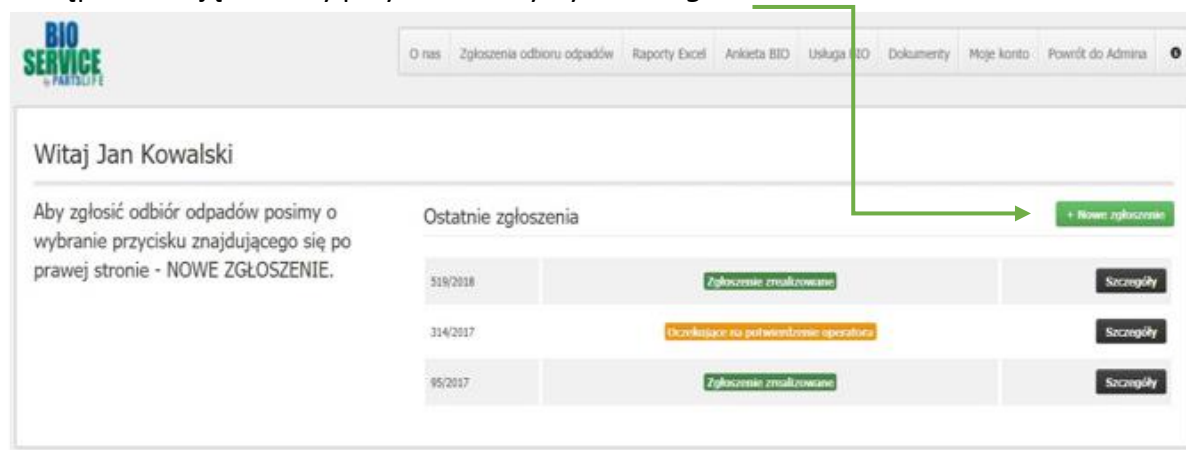 BIO
SERVICE
by PARTSLIFE
O nas Zgłoszenia odbioru odpadów Raporty Excel Ankieta BIO Usługa BIO Dokumenty Moje konto Powrót do Admina
Witaj Jan Kowalski
Aby zgłosić odbiór odpadów posimy o
wybranie przycisku znajdującego się po
prawej stronie - NOWE ZGŁOSZENIE.
Ostatnie zgłoszenia
+ Nowe zgłoszenie
519/2018 Zgłoszenie zrealizowane Szczegóły
314/2017 Oczekujące na potwierdzenie operatora Szczegóły
95/2017 Zgłoszenie zrealizowane Szczegóły